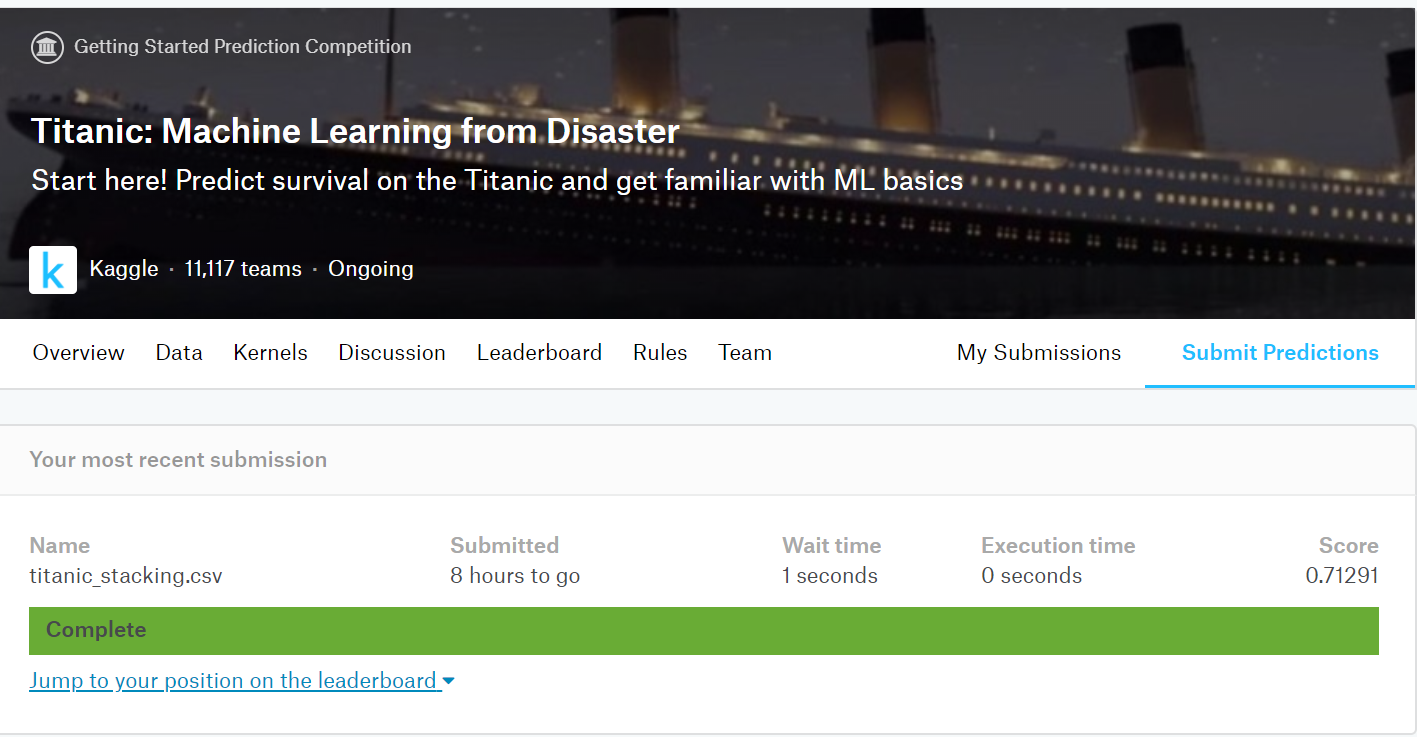 Getting Started Prediction Competition
Titanic: Machine Learning from Disaster
Start here! Predict survival on the Titanic and get familiar with ML basics
k Kaggle · 11,117 teams · Ongoing
Overview Data Kernels Discussion Leaderboard Rules Team My Submissions Submit Predictions
Your most recent submission
Name Submitted Wait time Execution time Score
titanic_stacking.csv 8 hours to go 1 seconds 0 seconds 0.71291
Complete
Jump to your position on the leaderboard